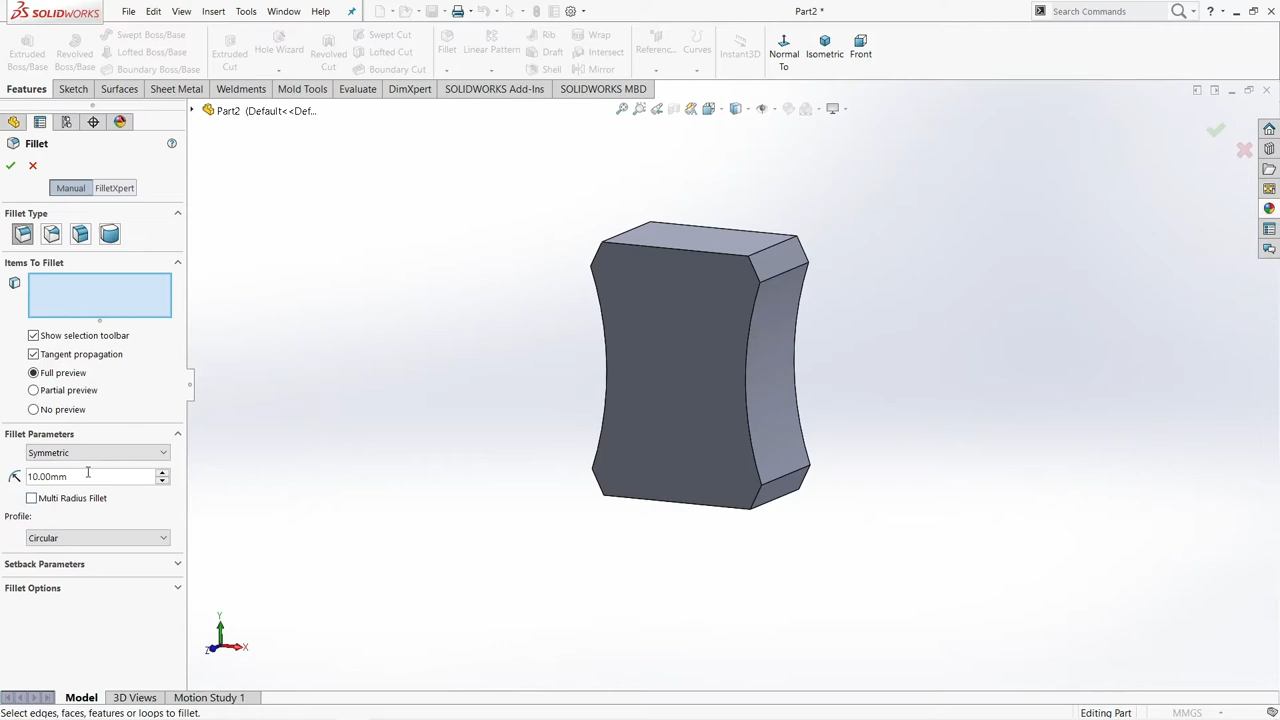 SOLIDWORKS File Edit View Insert Tools Window Help Part2 * Search Commands
Extruded Boss/Base
Revolved Boss/Base
Swept Boss/Base
Lofted Boss/Base
Boundary Boss/Base
Extruded Cut
Hole Wizard
Revolved Cut
Swept Cut
Lofted Cut
Boundary Cut
Fillet
Linear Pattern
Rib
Draft
Shell
Wrap
Intersect
Mirror
Referenc...
Curves
Instant3D
Normal To
Isometric
Front
Features Sketch Surfaces Sheet Metal Weldments Mold Tools Evaluate DimXpert SOLIDWORKS Add-Ins SOLIDWORKS MBD
Part2 (Default<<Def...
Fillet
Manual FilletXpert
Fillet Type
Items To Fillet
Show selection toolbar
Tangent propagation
Full preview
Partial preview
No preview
Fillet Parameters
Symmetric
10.00mm
Multi Radius Fillet
Profile:
Circular
Setback Parameters
Fillet Options
Y
Z X
Model 3D Views Motion Study 1
Select edges, faces, features or loops to fillet. Editing Part MMGS